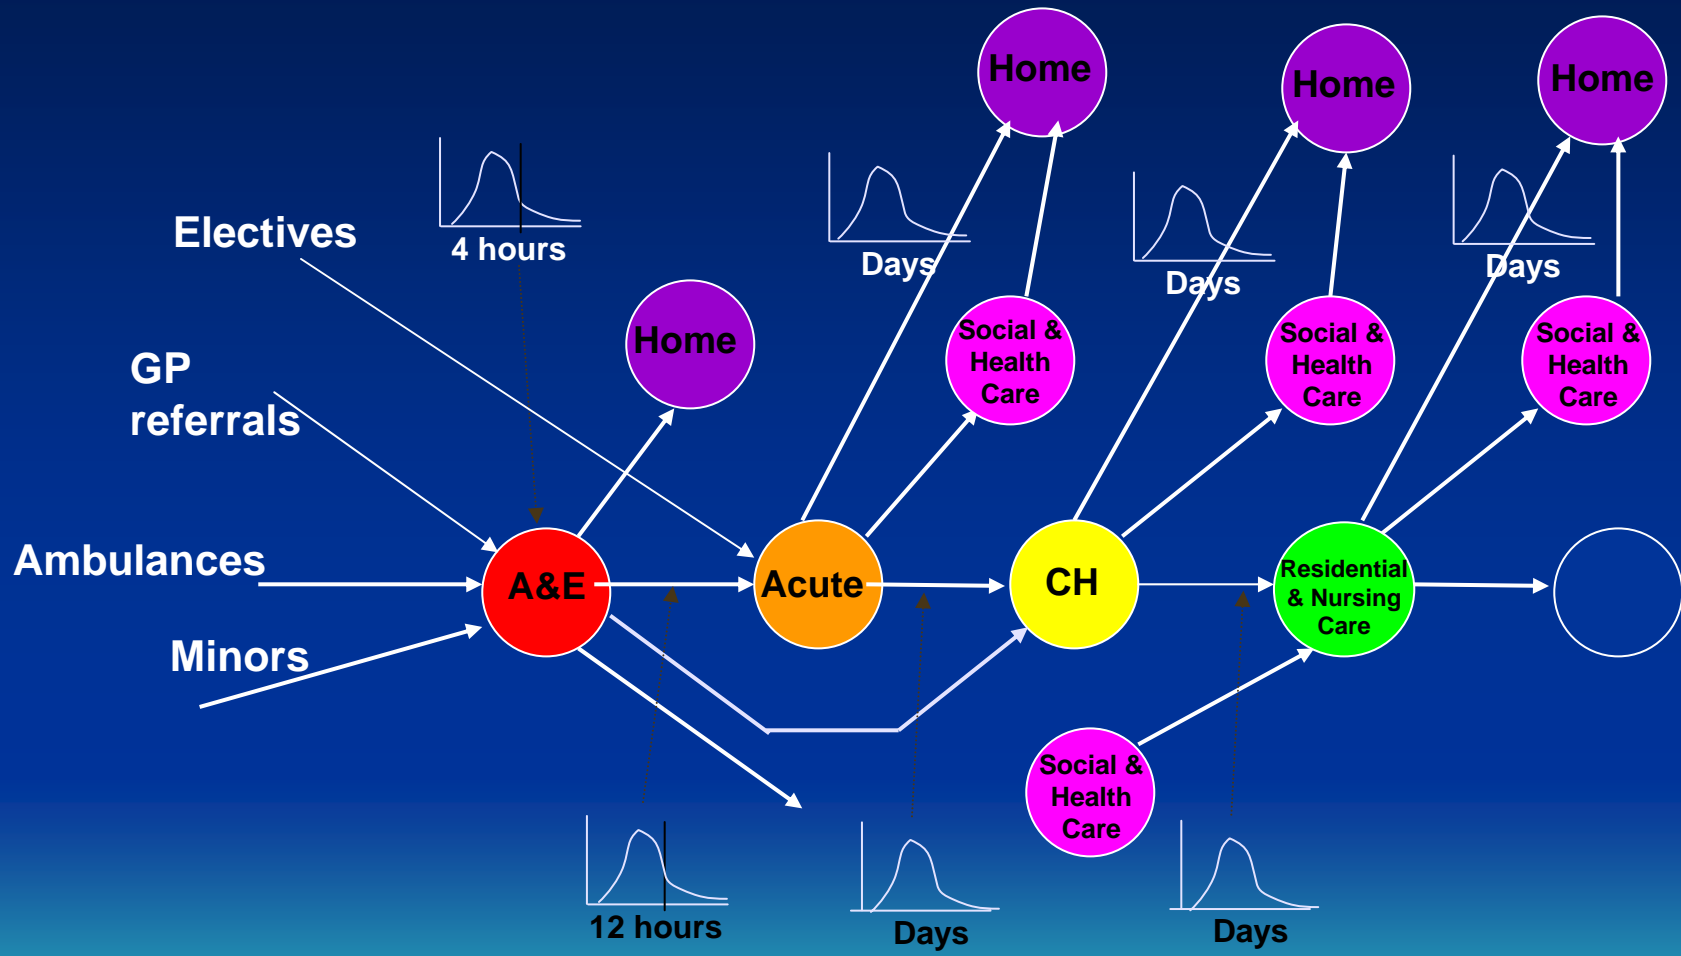 Home
Home
Home
Electives
4 hours
Days
Days
Days
Home
Social &
Health
Care
Social &
Health
Care
Social &
Health
Care
GP
referrals
Ambulances
A&E
Acute
CH
Residential
& Nursing
Care
Minors
Social &
Health
Care
12 hours
Days
Days